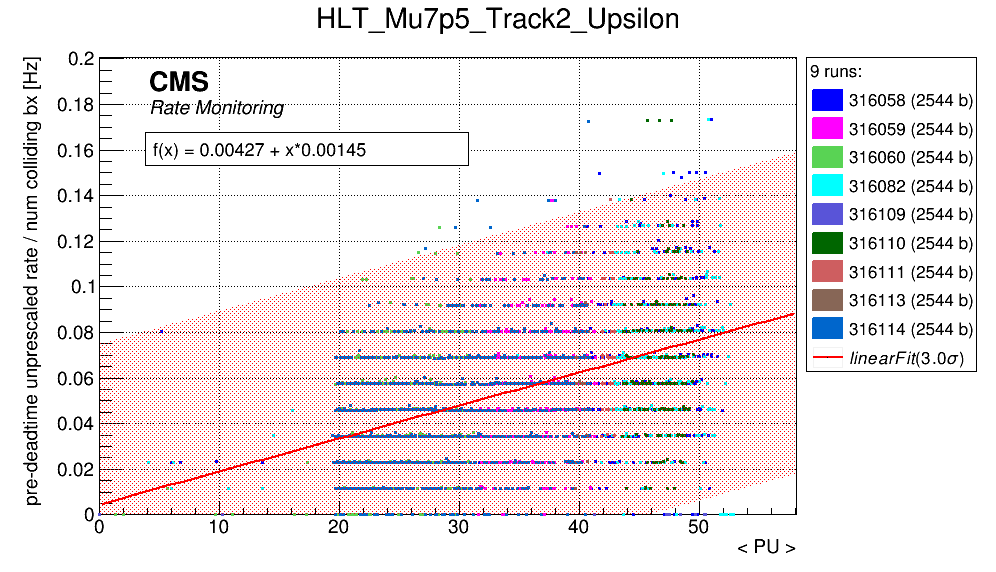 HLT_Mu7p5_Track2_Upsilon
pre-deadtime unprescaled rate / num colliding bx [Hz]
0.2
0.18
0.16
0.14
0.12
0.1
0.08
0.06
0.04
0.02
0
CMS
Rate Monitoring
f(x) = 0.00427 + x*0.00145
0 10 20 30 40 50
< PU >
9 runs:
316058 (2544 b)
316059 (2544 b)
316060 (2544 b)
316082 (2544 b)
316109 (2544 b)
316110 (2544 b)
316111 (2544 b)
316113 (2544 b)
316114 (2544 b)
linearFit(3.0σ)